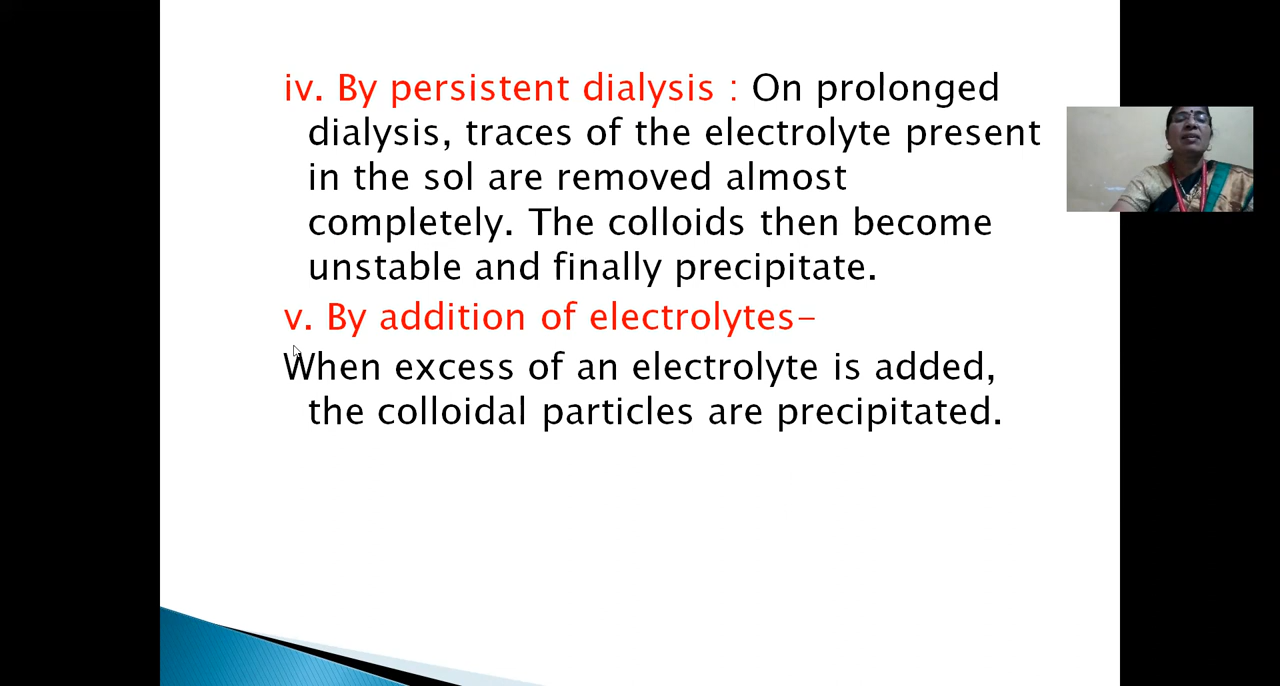 iv. By persistent dialysis : On prolonged
dialysis, traces of the electrolyte present
in the sol are removed almost
completely. The colloids then become
unstable and finally precipitate.
v. By addition of electrolytes−
When excess of an electrolyte is added,
the colloidal particles are precipitated.